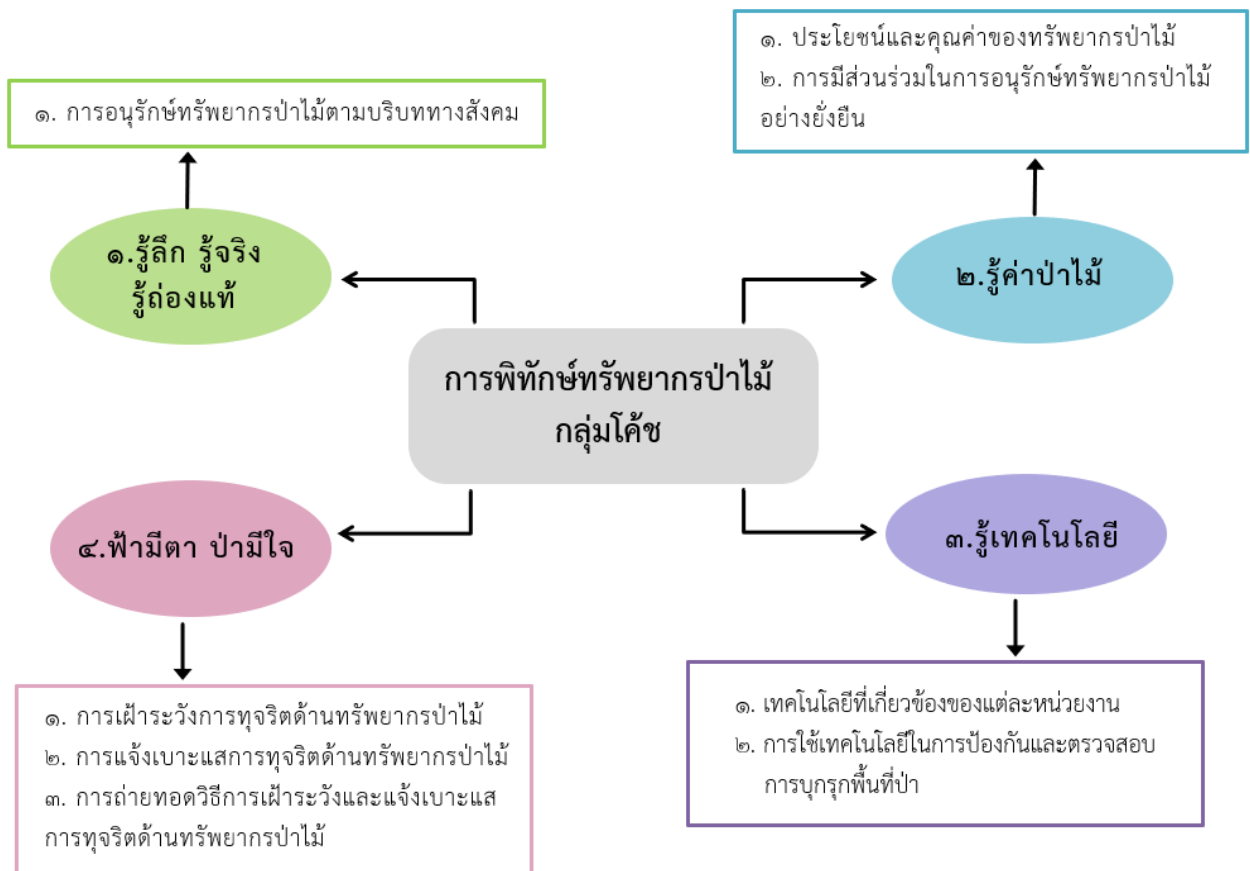 ๑. ประโยชน์และคุณค่าของทรัพยากรป่าไม้
๒. การมีส่วนร่วมในการอนุรักษ์ทรัพยากรป่าไม้
อย่างยั่งยืน
๑. การอนุรักษ์ทรัพยากรป่าไม้ตามบริบททางสังคม
๑.รู้ลึก รู้จริง
รู้ถ่องแท้
๒.รู้ค่าป่าไม้
การพิทักษ์ทรัพยากรป่าไม้
กลุ่มโค้ช
๔.ฟ้ามีตา ป่ามีใจ
๓.รู้เทคโนโลยี
๑. การเฝ้าระวังการทุจริตด้านทรัพยากรป่าไม้
๒. การแจ้งเบาะแสการทุจริตด้านทรัพยากรป่าไม้
๓. การถ่ายทอดวิธีการเฝ้าระวังและแจ้งเบาะแส
การทุจริตด้านทรัพยากรป่าไม้
๑. เทคโนโลยีที่เกี่ยวข้องของแต่ละหน่วยงาน
๒. การใช้เทคโนโลยีในการป้องกันและตรวจสอบ
การบุกรุกพื้นที่ป่า